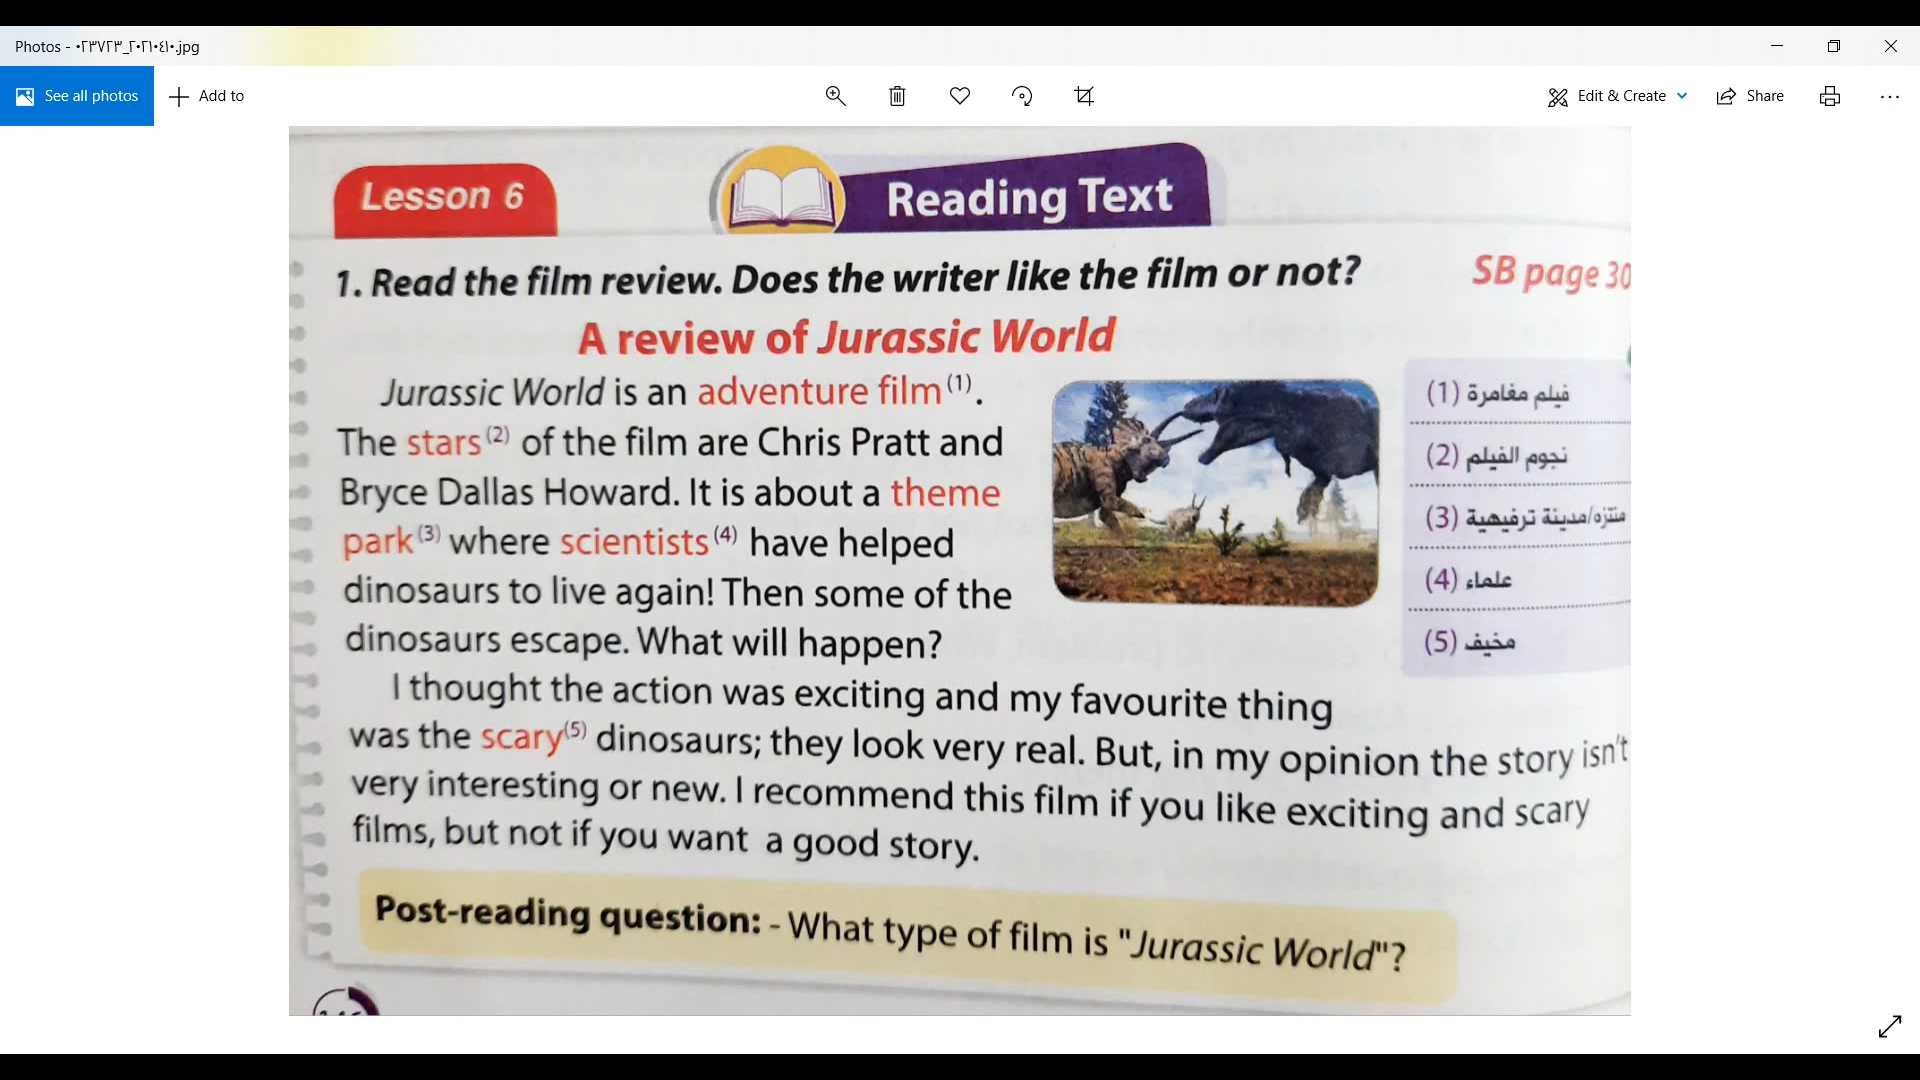 Photos - ٢٠٢١٠٤١٠_٠٢٣٧٢٣.jpg
See all photos
Add to
Edit & Create
Share
Lesson 6
Reading Text
1. Read the film review. Does the writer like the film or not?
SB page 30
A review of Jurassic World
Jurassic World is an adventure film (1).
The stars (2) of the film are Chris Pratt and
Bryce Dallas Howard. It is about a theme
park (3) where scientists (4) have helped
dinosaurs to live again! Then some of the
dinosaurs escape. What will happen?
I thought the action was exciting and my favourite thing
was the scary(5) dinosaurs; they look very real. But, in my opinion the story isn't
very interesting or new. I recommend this film if you like exciting and scary
films, but not if you want a good story.
(1) فيلم مغامرة
(2) نجوم الفيلم
(3) منتزه/مدينة ترفيهية
(4) علماء
(5) مخيف
Post-reading question: - What type of film is "Jurassic World"?